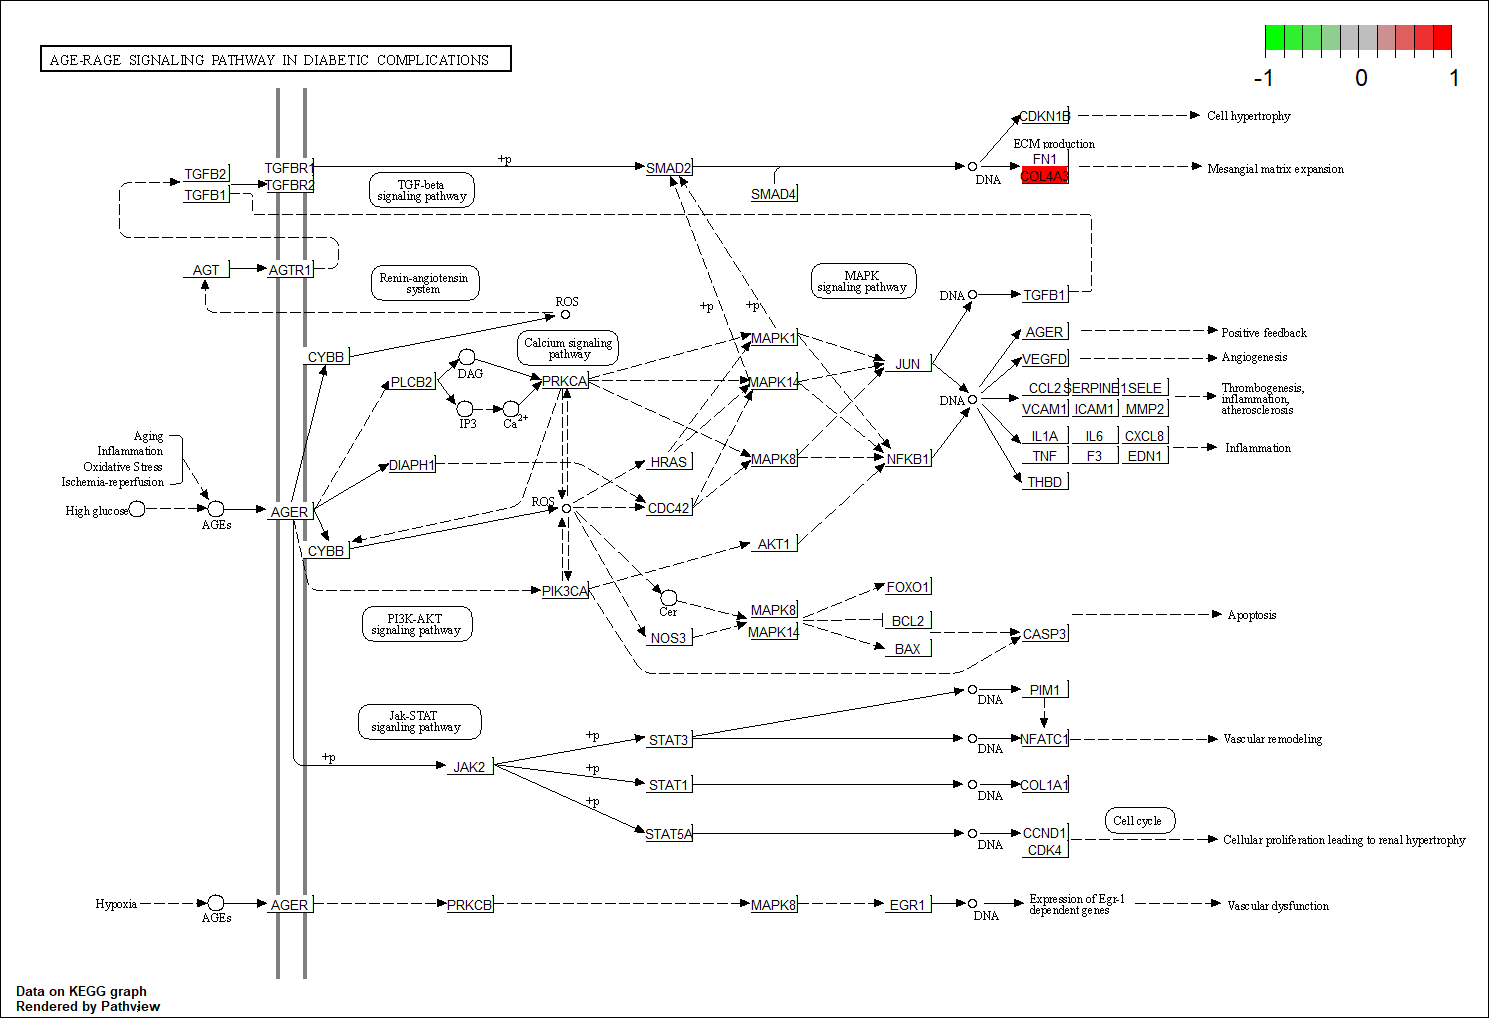 AGE-RAGE SIGNALING PATHWAY IN DIABETIC COMPLICATIONS
-1 0 1
CDKN1B
Cell hypertrophy
ECM production
FN1
COL4A3
Mesangial matrix expansion
DNA
TGFBR1
TGFBR2
TGFB2
TGFB1
+p
SMAD2
SMAD4
TGF-beta
signaling pathway
AGT
AGTR1
Renin-angiotensin
system
MAPK
signaling pathway
ROS
+p
+p
DNA
TGFB1
Calcium signaling
pathway
CYBB
MAPK1
JUN
AGER
Positive feedback
VEGFD
Angiogenesis
DAG
PLCB2
PRKCA
MAPK14
CCL2 SERPINE1 SELE
VCAM1 ICAM1 MMP2
Thrombogenesis,
inflammation,
atherosclerosis
DNA
IP3
Ca2+
IL1A IL6 CXCL8
TNF F3 EDN1
Inflammation
Aging
Inflammation
Oxidative Stress
Ischemia-reperfusion
High glucose
AGEs
AGER
DIAPH1
HRAS
MAPK8
NFKB1
THBD
ROS
CDC42
CYBB
AKT1
PIK3CA
Cer
PI3K-AKT
signaling pathway
NOS3
MAPK8
MAPK14
FOXO1
BCL2
BAX
CASP3
Apoptosis
Jak-STAT
siganling pathway
+p
JAK2
+p
+p
+p
STAT3
STAT1
STAT5A
DNA
PIM1
DNA
NFATC1
Vascular remodeling
DNA
COL1A1
DNA
CCND1
CDK4
Cell cycle
Cellular proliferation leading to renal hypertrophy
Hypoxia
AGEs
AGER
PRKCB
MAPK8
EGR1
DNA
Expression of Egr-1
dependent genes
Vascular dysfunction
Data on KEGG graph
Rendered by Pathview